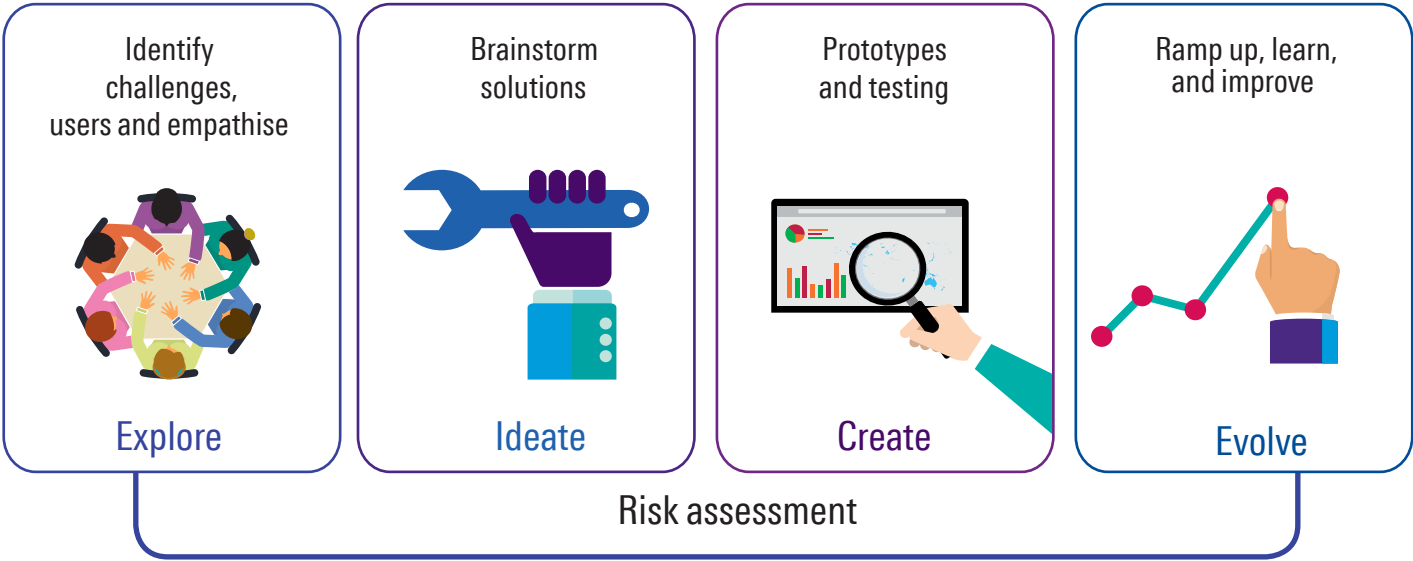 Identify
challenges,
users and empathise
Explore
Brainstorm
solutions
Ideate
Prototypes
and testing
Create
Ramp up, learn,
and improve
Evolve
Risk assessment